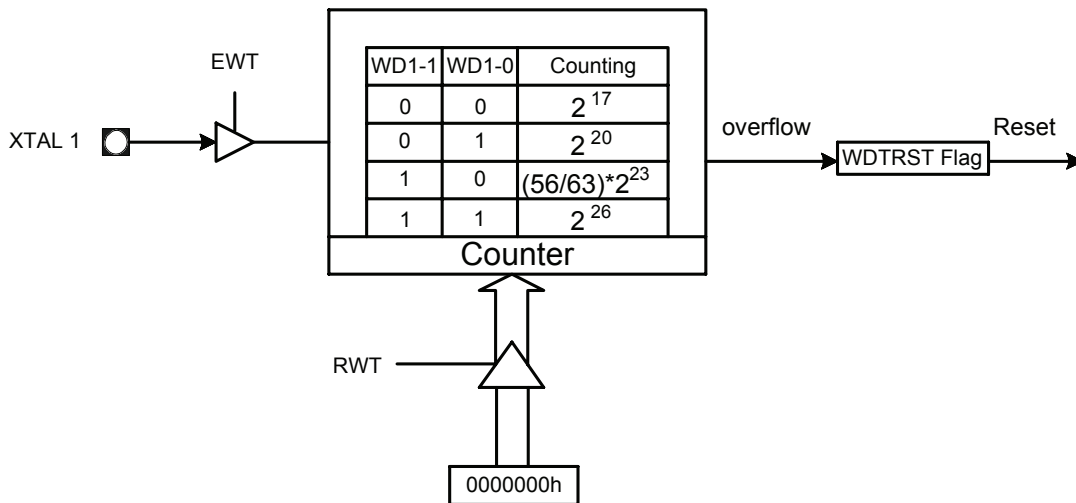 EWT
XTAL 1
WD1-1 WD1-0 Counting
0 0 2^17
0 1 2^20
1 0 (56/63)*2^23
1 1 2^26
Counter
overflow
WDTRST Flag
Reset
RWT
0000000h